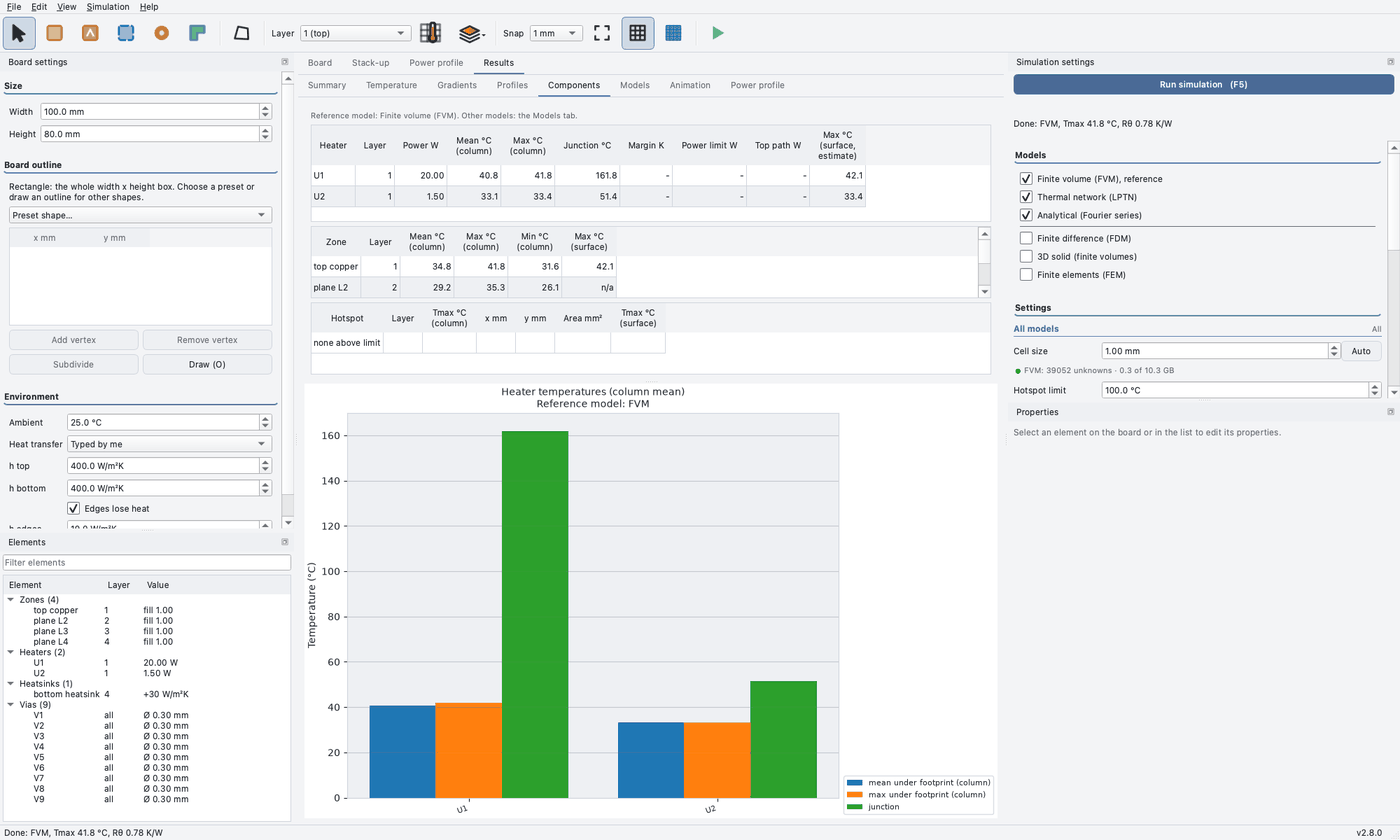 File Edit View Simulation Help
Layer 1 (top) Snap 1 mm
Board settings
Size
Width 100.0 mm
Height 80.0 mm
Board outline
Rectangle: the whole width x height box. Choose a preset or
draw an outline for other shapes.
Preset shape...
x mm y mm
Add vertex Remove vertex
Subdivide Draw (O)
Environment
Ambient 25.0 °C
Heat transfer Typed by me
h top 400.0 W/m²K
h bottom 400.0 W/m²K
Edges lose heat
h edges 10.0 W/m²K
Elements
Filter elements
Element Layer Value
Zones (4)
top copper 1 fill 1.00
plane L2 2 fill 1.00
plane L3 3 fill 1.00
plane L4 4 fill 1.00
Heaters (2)
U1 1 20.00 W
U2 1 1.50 W
Heatsinks (1)
bottom heatsink 4 +30 W/m²K
Vias (9)
V1 all Ø 0.30 mm
V2 all Ø 0.30 mm
V3 all Ø 0.30 mm
V4 all Ø 0.30 mm
V5 all Ø 0.30 mm
V6 all Ø 0.30 mm
V7 all Ø 0.30 mm
V8 all Ø 0.30 mm
V9 all Ø 0.30 mm
Board Stack-up Power profile Results
Summary Temperature Gradients Profiles Components Models Animation Power profile
Reference model: Finite volume (FVM). Other models: the Models tab.
Heater Layer Power W Mean °C (column) Max °C (column) Junction °C Margin K Power limit W Top path W Max °C (surface, estimate)
U1 1 20.00 40.8 41.8 161.8 - - - 42.1
U2 1 1.50 33.1 33.4 51.4 - - - 33.4
Zone Layer Mean °C (column) Max °C (column) Min °C (column) Max °C (surface)
top copper 1 34.8 41.8 31.6 42.1
plane L2 2 29.2 35.3 26.1 n/a
Hotspot Layer Tmax °C (column) x mm y mm Area mm² Tmax °C (surface)
none above limit
Heater temperatures (column mean)
Reference model: FVM
Temperature (°C)
160
140
120
100
80
60
40
20
0
U1 U2
mean under footprint (column)
max under footprint (column)
junction
Simulation settings
Run simulation (F5)
Done: FVM, Tmax 41.8 °C, Rθ 0.78 K/W
Models
Finite volume (FVM), reference
Thermal network (LPTN)
Analytical (Fourier series)
Finite difference (FDM)
3D solid (finite volumes)
Finite elements (FEM)
Settings
All models All
Cell size 1.00 mm Auto
FVM: 39052 unknowns · 0.3 of 10.3 GB
Hotspot limit 100.0 °C
Properties
Select an element on the board or in the list to edit its properties.
Done: FVM, Tmax 41.8 °C, Rθ 0.78 K/W v2.8.0